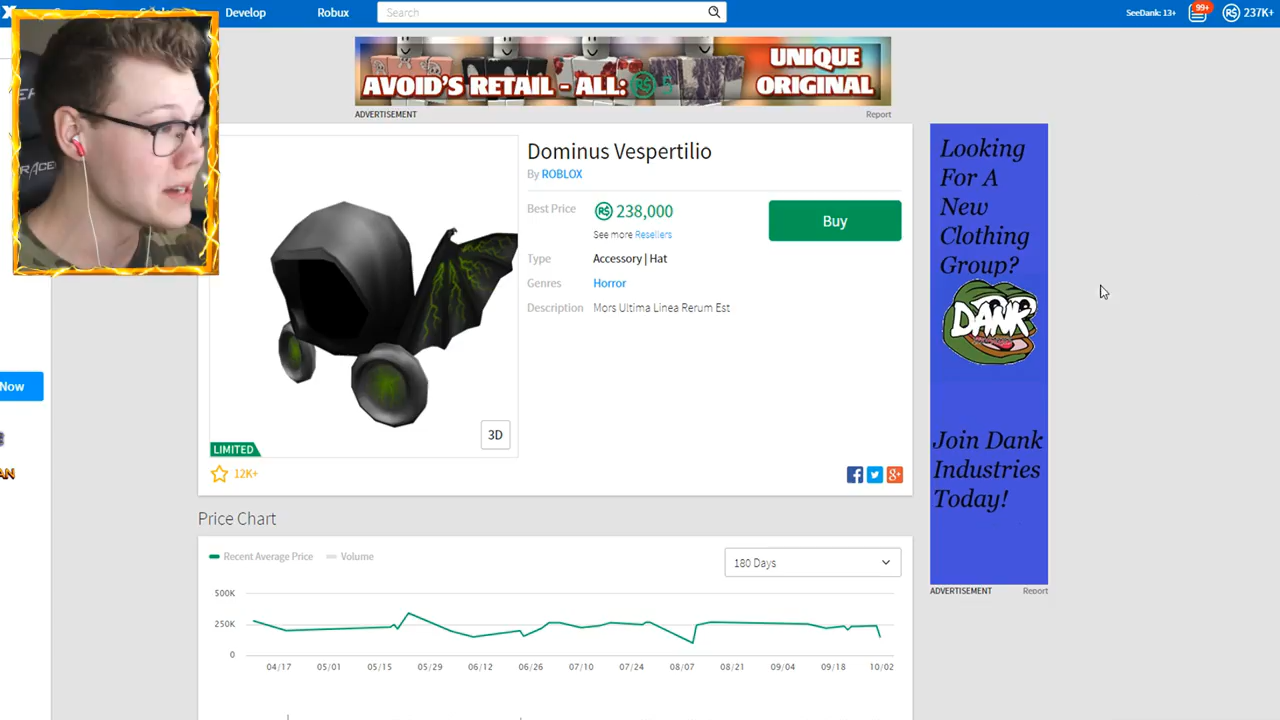 Develop
Robux
Search
SeeDank: 13+
99+
R$ 237K+
AVOID'S RETAIL - ALL: R$ 5
UNIQUE
ORIGINAL
ADVERTISEMENT
Report
Dominus Vespertilio
By ROBLOX
Best Price
R$ 238,000
See more Resellers
Buy
Type
Accessory | Hat
Genres
Horror
Description
Mors Ultima Linea Rerum Est
3D
LIMITED
12K+
Now
AN
Looking
For A
New
Clothing
Group?
DANK
Join Dank
Industries
Today!
ADVERTISEMENT
Report
Price Chart
Recent Average Price
Volume
180 Days
500K
250K
0
04/17
05/01
05/15
05/29
06/12
06/26
07/10
07/24
08/07
08/21
09/04
09/18
10/02